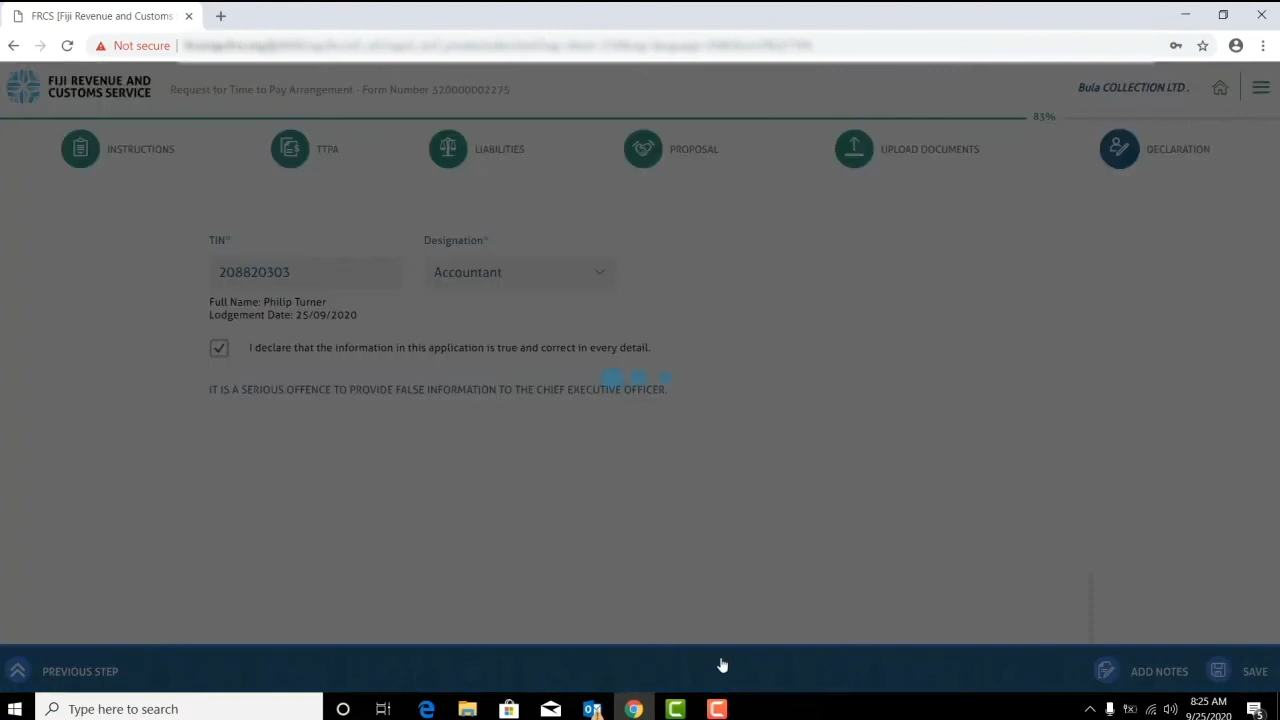 FRCS [Fiji Revenue and Customs
Not secure
FIJI REVENUE AND
CUSTOMS SERVICE
Request for Time to Pay Arrangement - Form Number 320000002275
Bula COLLECTION LTD .
83%
INSTRUCTIONS
TTPA
LIABILITIES
PROPOSAL
UPLOAD DOCUMENTS
DECLARATION
TIN*
Designation*
208820303
Accountant
Full Name: Philip Turner
Lodgement Date: 25/09/2020
I declare that the information in this application is true and correct in every detail.
IT IS A SERIOUS OFFENCE TO PROVIDE FALSE INFORMATION TO THE CHIEF EXECUTIVE OFFICER.
PREVIOUS STEP
ADD NOTES
SAVE
Type here to search
8:25 AM
9/25/2020
5